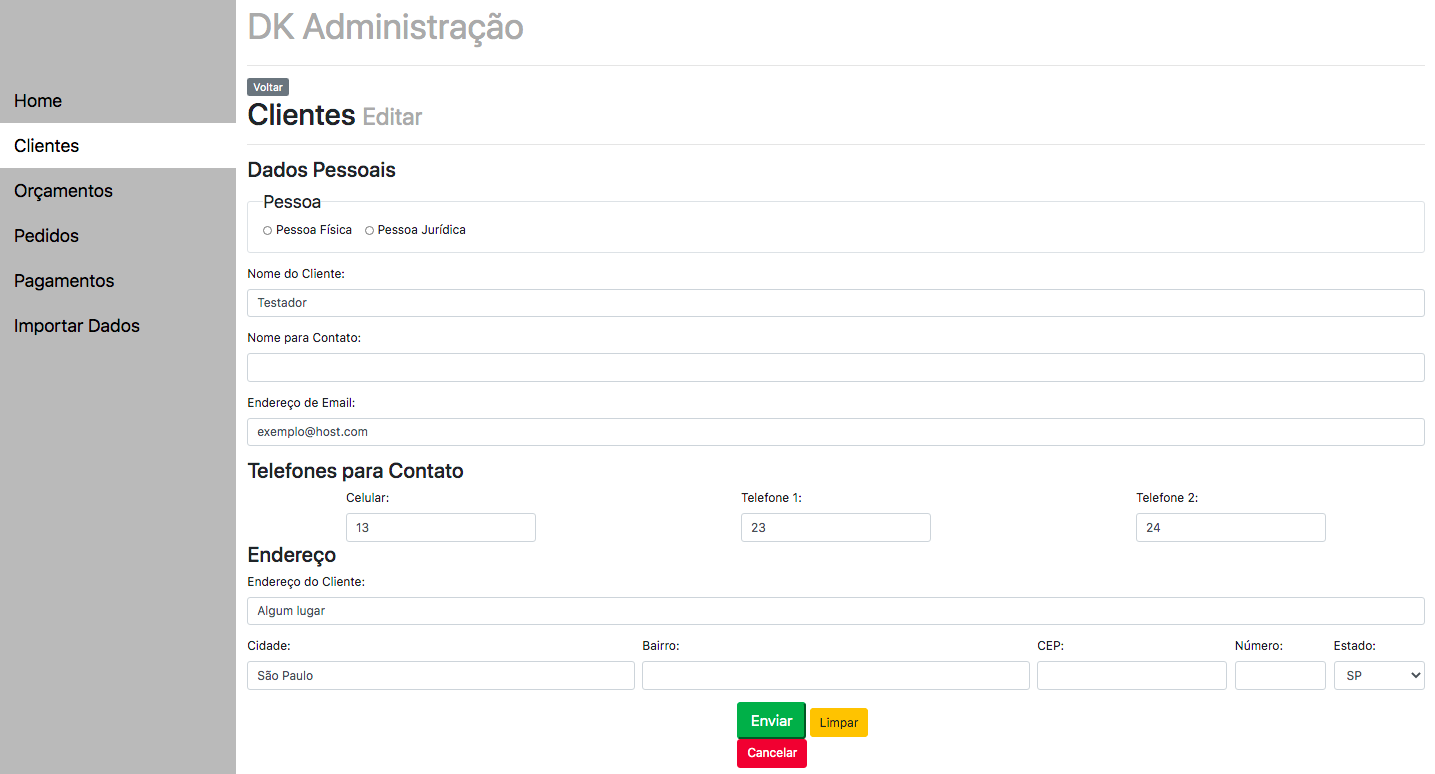 DK Administração
Voltar
Clientes Editar
Home
Clientes
Orçamentos
Pedidos
Pagamentos
Importar Dados
Dados Pessoais
Pessoa
Pessoa Física Pessoa Jurídica
Nome do Cliente:
Testador
Nome para Contato:
Endereço de Email:
exemplo@host.com
Telefones para Contato
Celular: Telefone 1: Telefone 2:
13 23 24
Endereço
Endereço do Cliente:
Algum lugar
Cidade: Bairro: CEP: Número: Estado:
São Paulo SP
Enviar Limpar
Cancelar